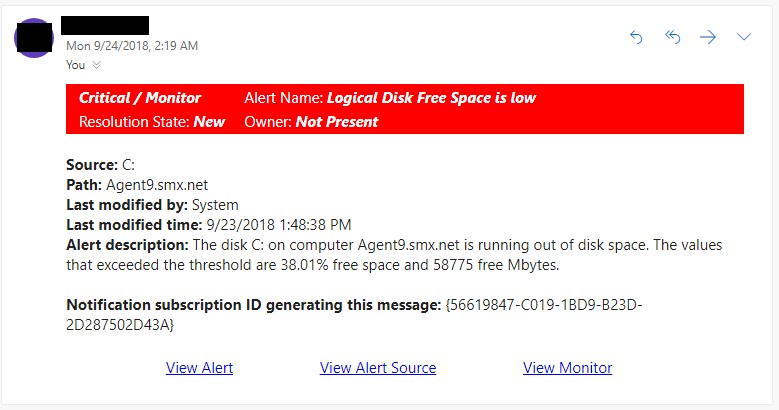 Mon 9/24/2018, 2:19 AM
You
Critical / Monitor Alert Name: Logical Disk Free Space is low
Resolution State: New Owner: Not Present
Source: C:
Path: Agent9.smx.net
Last modified by: System
Last modified time: 9/23/2018 1:48:38 PM
Alert description: The disk C: on computer Agent9.smx.net is running out of disk space. The values
that exceeded the threshold are 38.01% free space and 58775 free Mbytes.
Notification subscription ID generating this message: {56619847-C019-1BD9-B23D-
2D287502D43A}
View Alert View Alert Source View Monitor